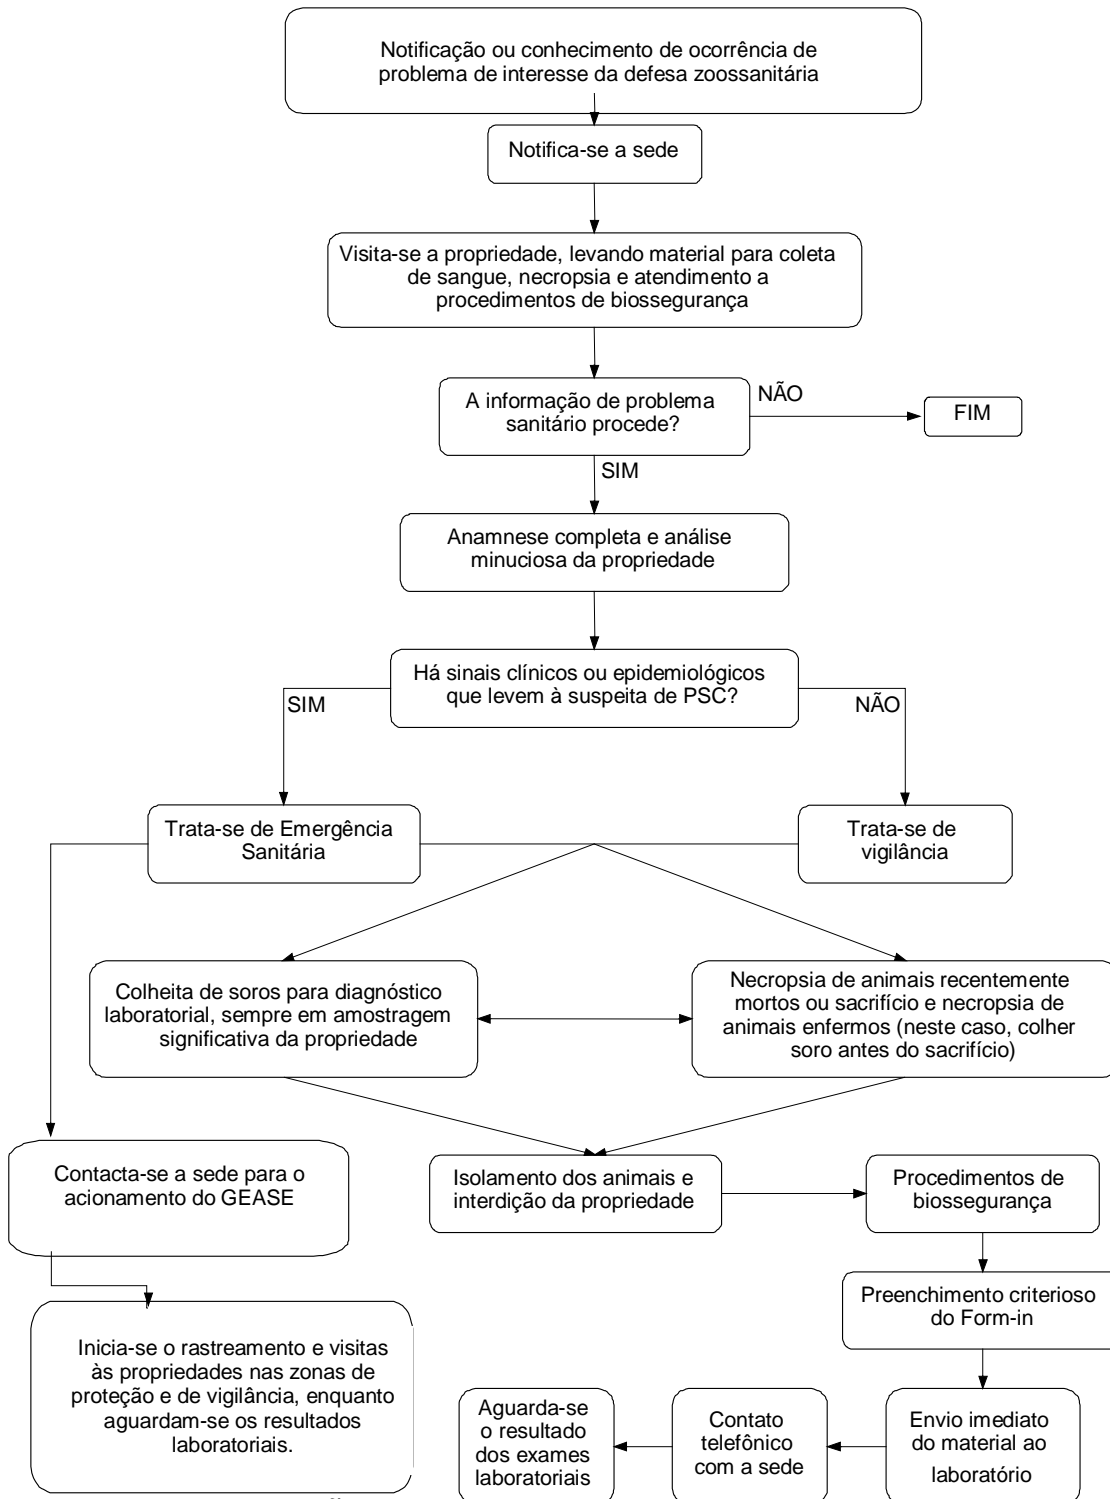 Notificação ou conhecimento de ocorrência de
problema de interesse da defesa zoossanitária
Notifica-se a sede
Visita-se a propriedade, levando material para coleta
de sangue, necropsia e atendimento a
procedimentos de biossegurança
A informação de problema
sanitário procede?
NÃO
FIM
SIM
Anamnese completa e análise
minuciosa da propriedade
Há sinais clínicos ou epidemiológicos
que levem à suspeita de PSC?
SIM
NÃO
Trata-se de Emergência
Sanitária
Trata-se de
vigilância
Colheita de soros para diagnóstico
laboratorial, sempre em amostragem
significativa da propriedade
Necropsia de animais recentemente
mortos ou sacrifício e necropsia de
animais enfermos (neste caso, colher
soro antes do sacrifício)
Contacta-se a sede para o
acionamento do GEASE
Isolamento dos animais e
interdição da propriedade
Procedimentos de
biossegurança
Preenchimento criterioso
do Form-in
Inicia-se o rastreamento e visitas
às propriedades nas zonas de
proteção e de vigilância, enquanto
aguardam-se os resultados
laboratoriais.
Aguarda-se
o resultado
dos exames
laboratoriais
Contato
telefônico
com a sede
Envio imediato
do material ao
laboratório